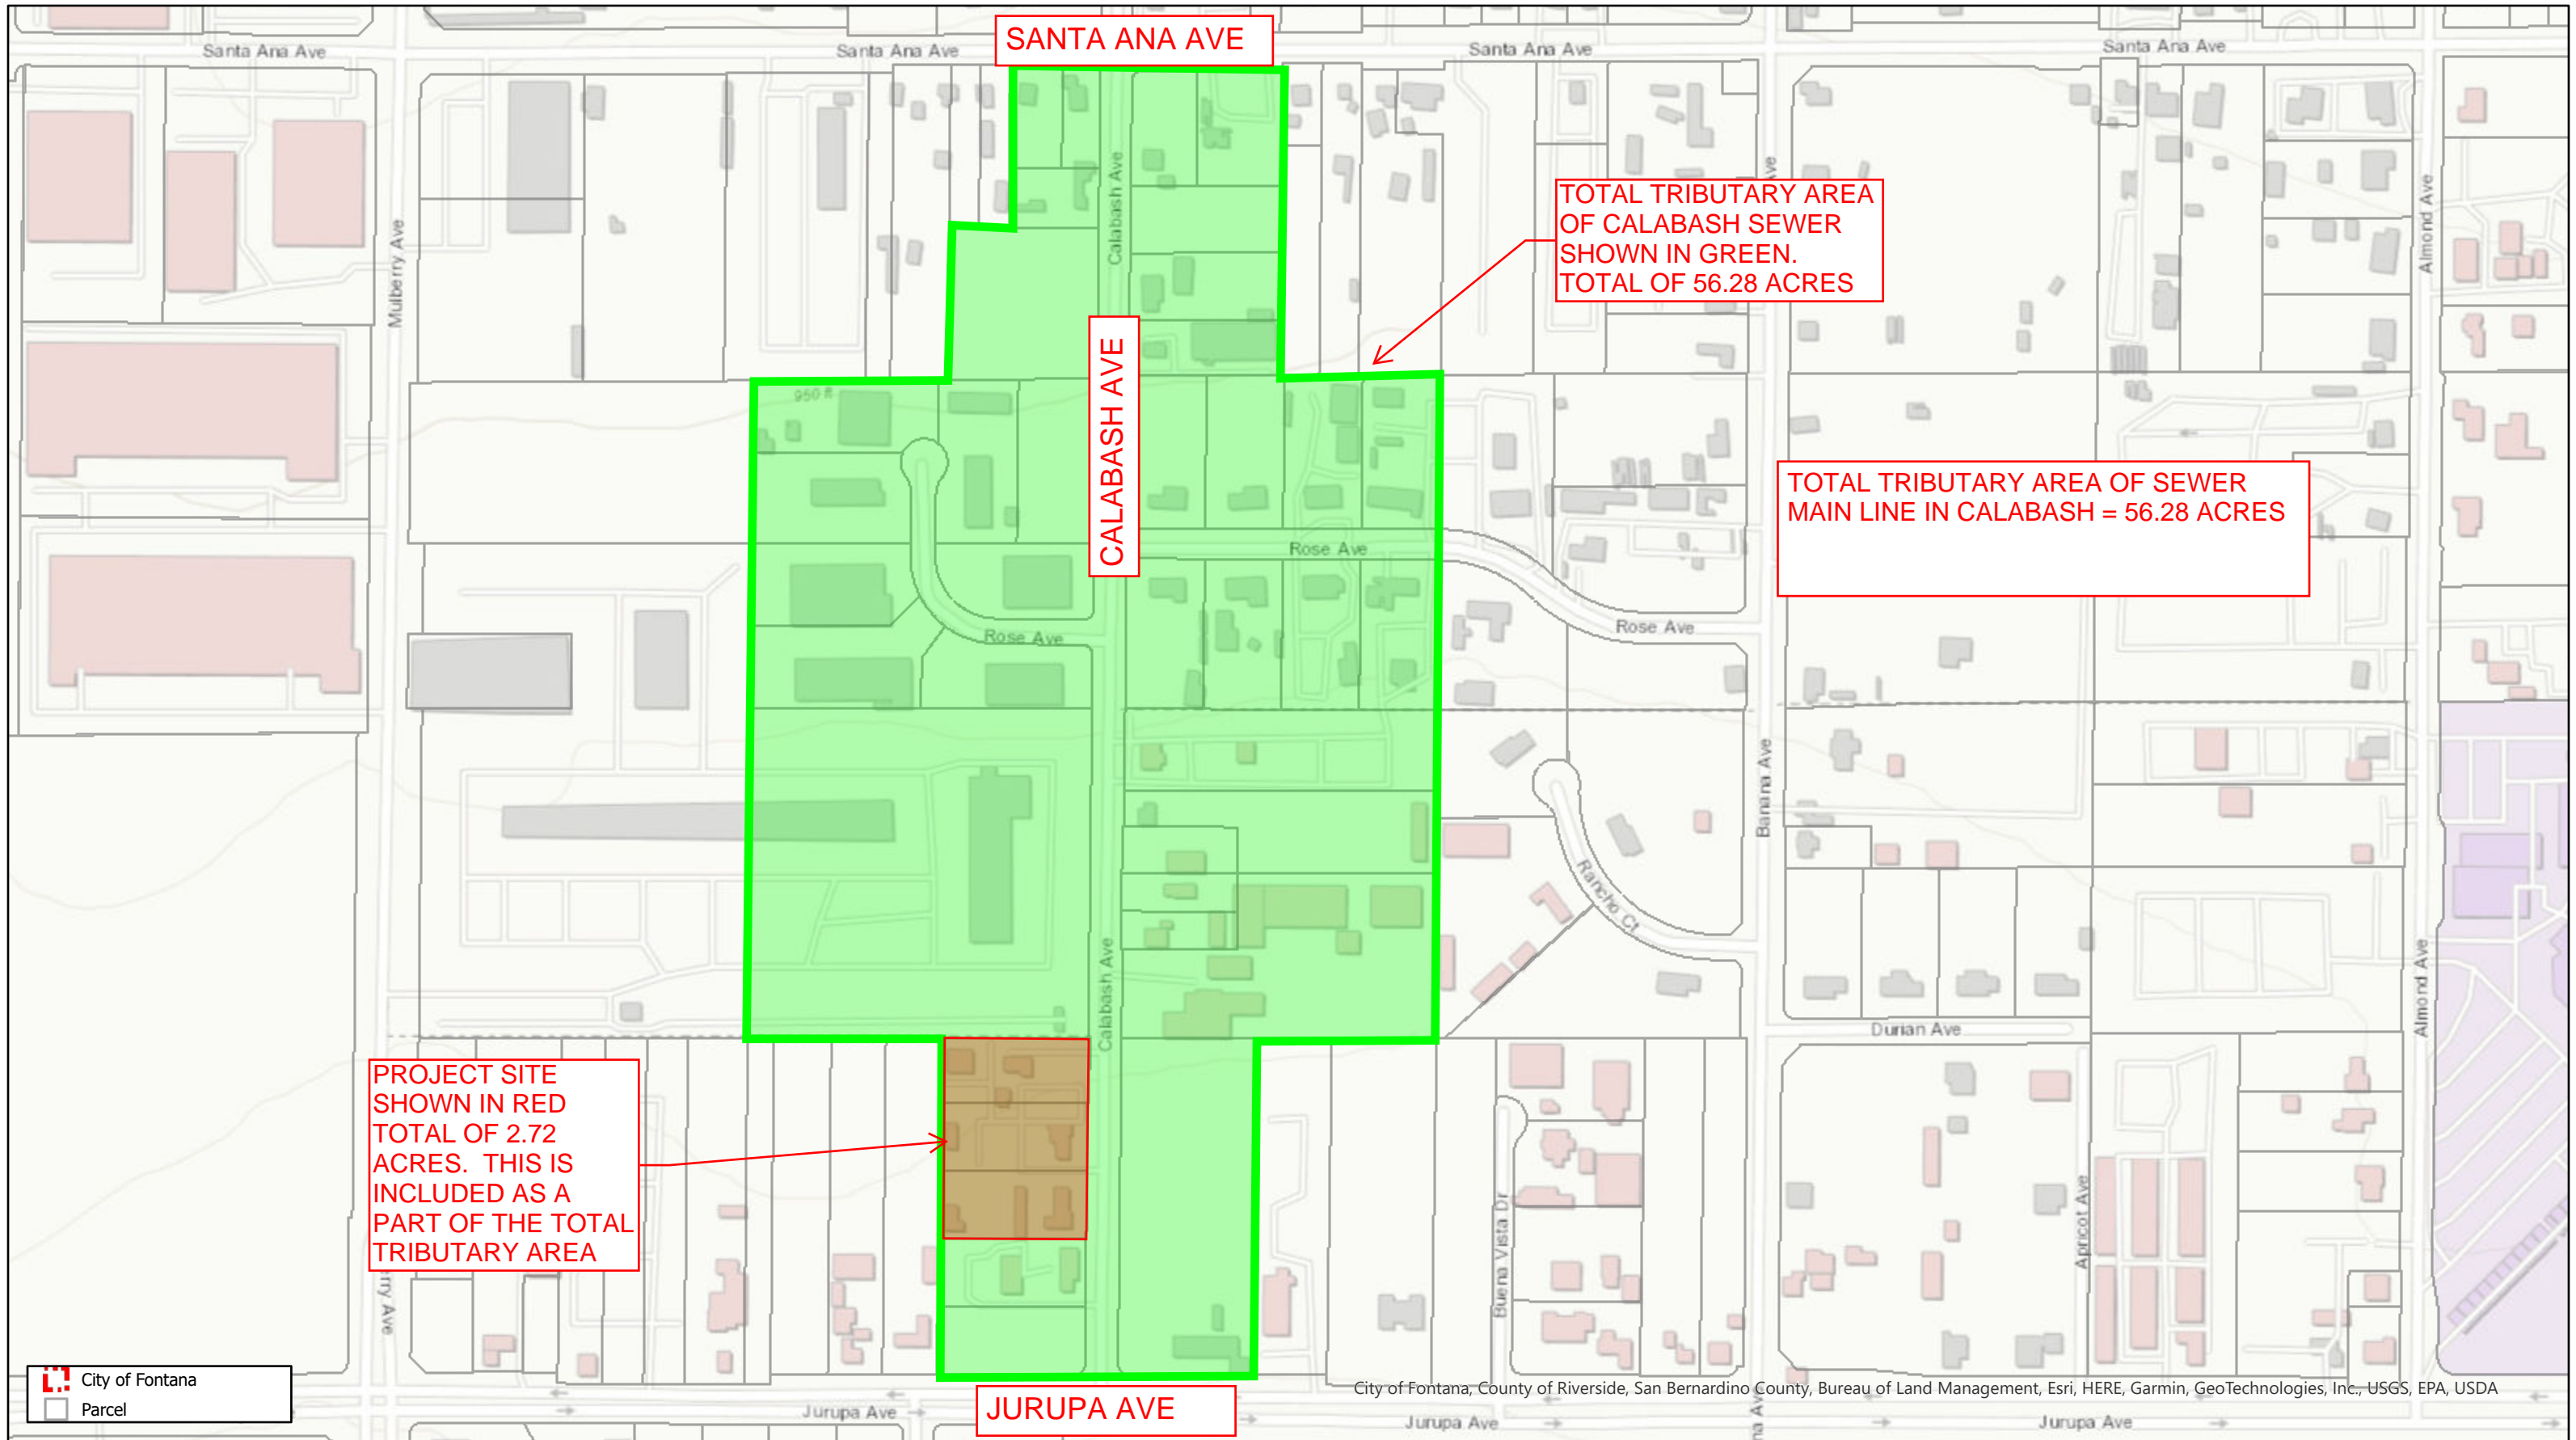 Santa Ana Ave
Santa Ana Ave
SANTA ANA AVE
Santa Ana Ave
Santa Ana Ave
Mulberry Ave
Calabash Ave
Ave
Almond Ave
TOTAL TRIBUTARY AREA
OF CALABASH SEWER
SHOWN IN GREEN.
TOTAL OF 56.28 ACRES
CALABASH AVE
950 ft
TOTAL TRIBUTARY AREA OF SEWER
MAIN LINE IN CALABASH = 56.28 ACRES
Rose Ave
Rose Ave
Rose Ave
Banana Ave
Rancho Ct
Calabash Ave
Almond Ave
Durian Ave
PROJECT SITE
SHOWN IN RED
TOTAL OF 2.72
ACRES. THIS IS
INCLUDED AS A
PART OF THE TOTAL
TRIBUTARY AREA
erry Ave
Buena Vista Dr
Apricot Ave
City of Fontana
Parcel
City of Fontana, County of Riverside, San Bernardino County, Bureau of Land Management, Esri, HERE, Garmin, GeoTechnologies, Inc., USGS, EPA, USDA
Jurupa Ave
JURUPA AVE
Jurupa Ave
na Ave
Jurupa Ave